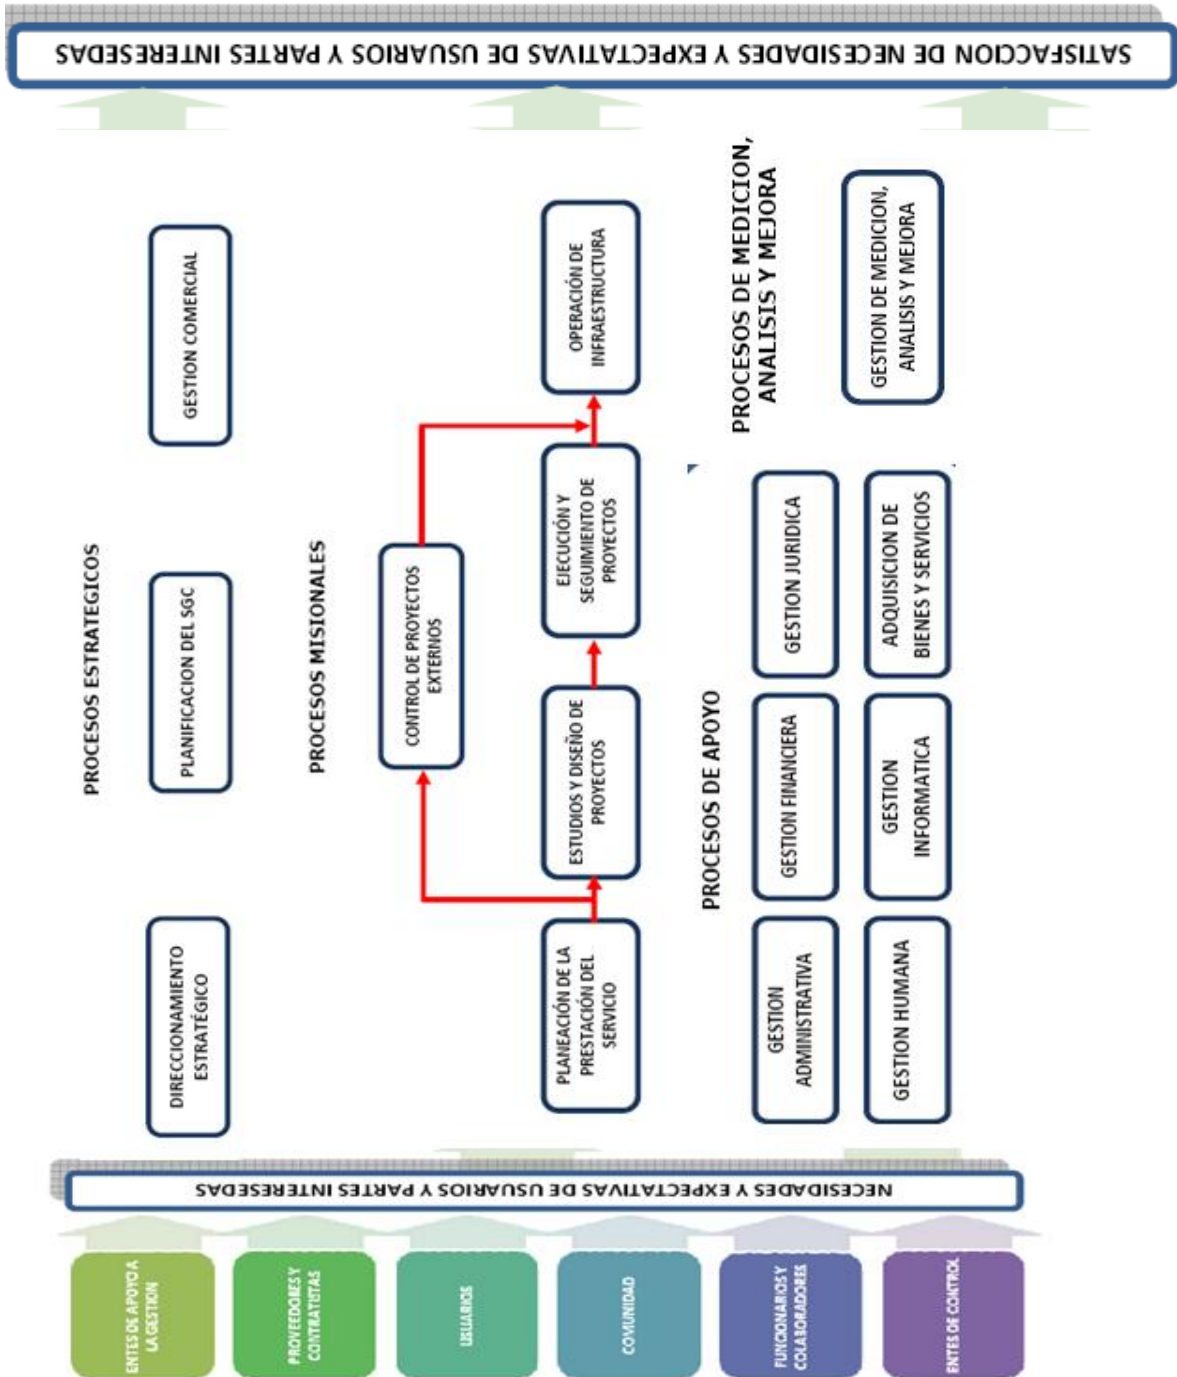 ENTES DE APOYO A
LA GESTION
PROVEEDORES Y
CONTRATISTAS
USUARIOS
COMUNIDAD
FUNCIONARIOS Y
COLABORADORES
ENTES DE CONTROL
NECESIDADES Y EXPECTATIVAS DE USUARIOS Y PARTES INTERESEDAS
PROCESOS ESTRATEGICOS
DIRECCIONAMIENTO
ESTRATÉGICO
PLANIFICACION DEL SGC
GESTION COMERCIAL
PROCESOS MISIONALES
CONTROL DE PROYECTOS
EXTERNOS
PLANEACIÓN DE LA
PRESTACIÓN DEL
SERVICIO
ESTUDIOS Y DISEÑO DE
PROYECTOS
EJECUCIÓN Y
SEGUIMIENTO DE
PROYECTOS
OPERACIÓN DE
INFRAESTRUCTURA
PROCESOS DE APOYO
GESTION
ADMINISTRATIVA
GESTION FINANCIERA
GESTION JURIDICA
GESTION HUMANA
GESTION
INFORMATICA
ADQUISICION DE
BIENES Y SERVICIOS
PROCESOS DE MEDICION,
ANALISIS Y MEJORA
GESTION DE MEDICION,
ANALISIS Y MEJORA
SATISFACCION DE NECESIDADES Y EXPECTATIVAS DE USUARIOS Y PARTES INTERESEDAS